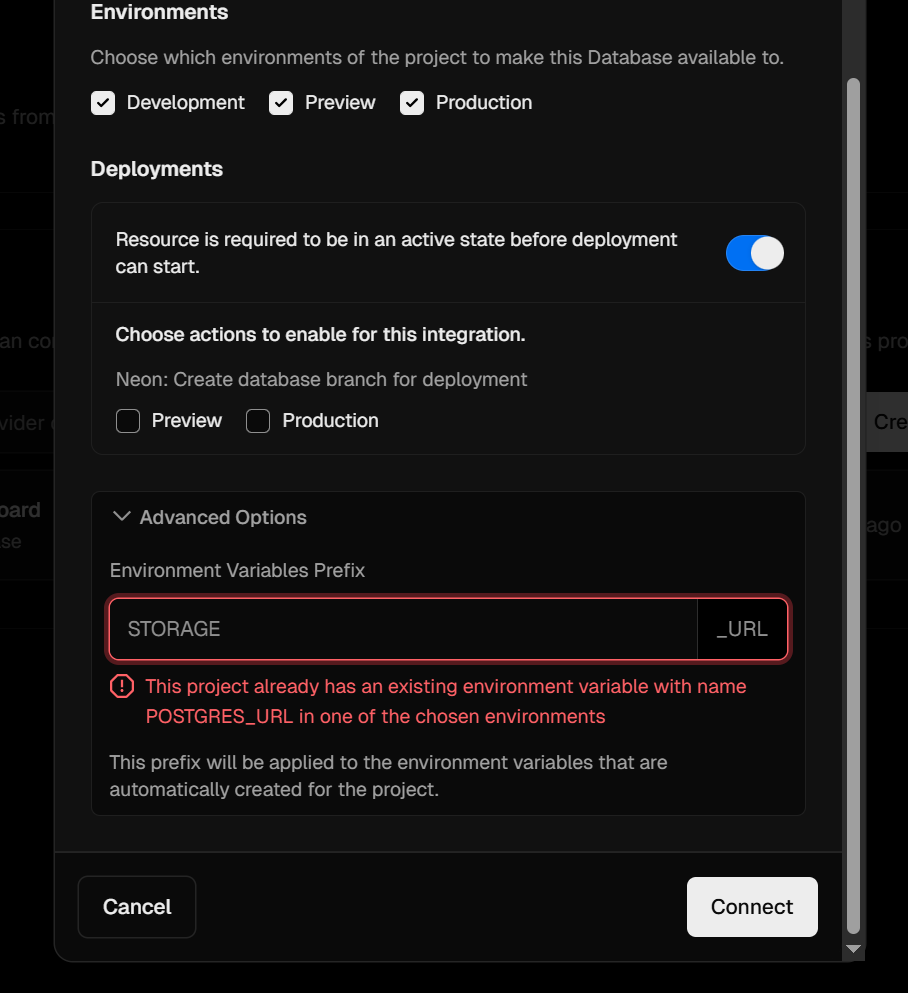 Environments
Choose which environments of the project to make this Database available to.
Development Preview Production
s from
Deployments
Resource is required to be in an active state before deployment
can start.
an co
s pro
Choose actions to enable for this integration.
Neon: Create database branch for deployment
vider
Preview Production
Cre
oard
Advanced Options
ago
se
Environment Variables Prefix
STORAGE _URL
This project already has an existing environment variable with name
POSTGRES_URL in one of the chosen environments
This prefix will be applied to the environment variables that are
automatically created for the project.
Cancel Connect